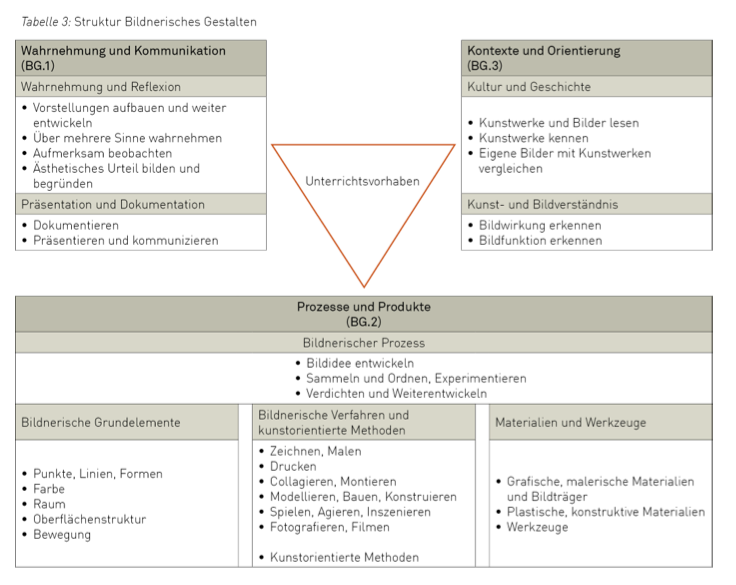 Tabelle 3: Struktur Bildnerisches Gestalten
Wahrnehmung und Kommunikation
(BG.1)
Wahrnehmung und Reflexion
• Vorstellungen aufbauen und weiter
entwickeln
• Über mehrere Sinne wahrnehmen
• Aufmerksam beobachten
• Ästhetisches Urteil bilden und
begründen
Präsentation und Dokumentation
• Dokumentieren
• Präsentieren und kommunizieren
Unterrichtsvorhaben
Kontexte und Orientierung
(BG.3)
Kultur und Geschichte
• Kunstwerke und Bilder lesen
• Kunstwerke kennen
• Eigene Bilder mit Kunstwerken
vergleichen
Kunst- und Bildverständnis
• Bildwirkung erkennen
• Bildfunktion erkennen
Prozesse und Produkte
(BG.2)
Bildnerischer Prozess
• Bildidee entwickeln
• Sammeln und Ordnen, Experimentieren
• Verdichten und Weiterentwickeln
Bildnerische Grundelemente
• Punkte, Linien, Formen
• Farbe
• Raum
• Oberflächenstruktur
• Bewegung
Bildnerische Verfahren und
kunstorientierte Methoden
• Zeichnen, Malen
• Drucken
• Collagieren, Montieren
• Modellieren, Bauen, Konstruieren
• Spielen, Agieren, Inszenieren
• Fotografieren, Filmen
• Kunstorientierte Methoden
Materialien und Werkzeuge
• Grafische, malerische Materialien
und Bildträger
• Plastische, konstruktive Materialien
• Werkzeuge